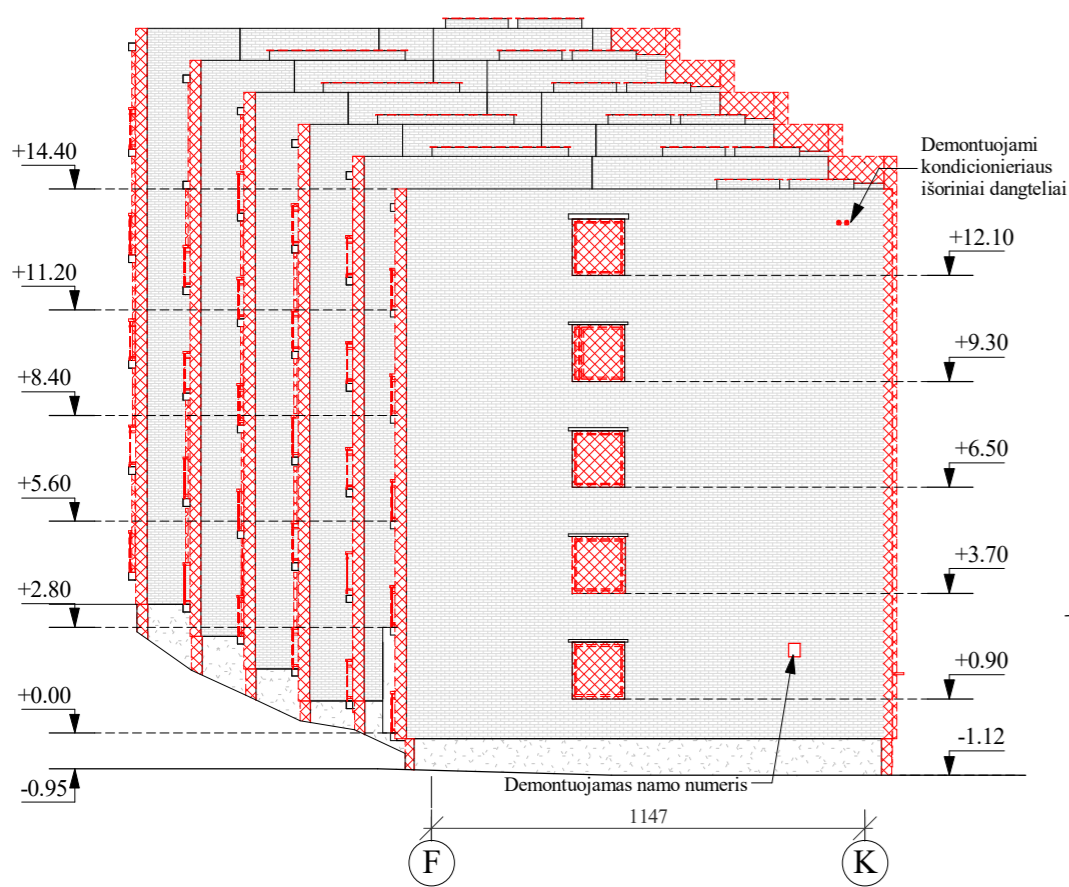 +14.40
+11.20
+8.40
+5.60
+2.80
+0.00
-0.95
Demontuojami
kondicionieriaus
išoriniai dangteliai
+12.10
+9.30
+6.50
+3.70
+0.90
-1.12
Demontuojamas namo numeris
1147
F
K